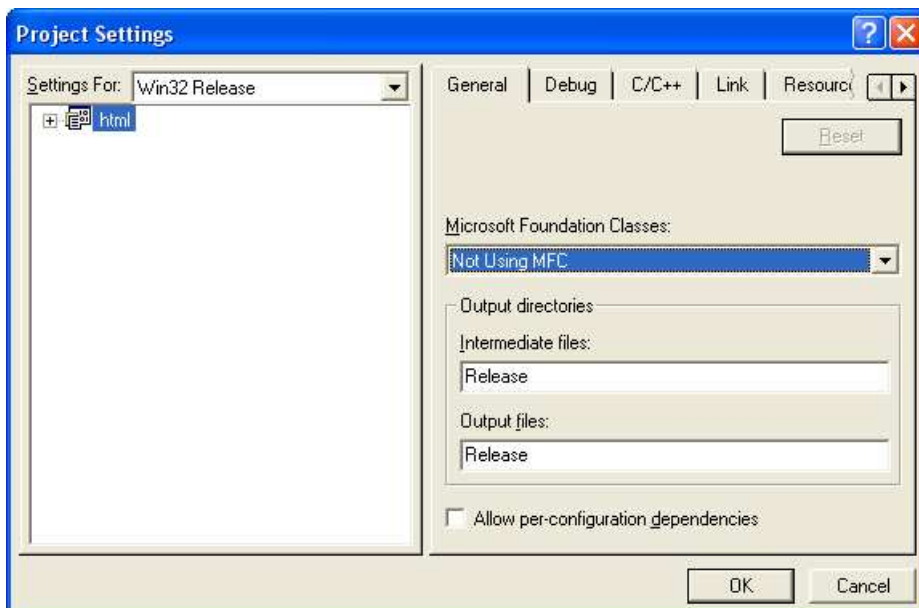 Project Settings
Settings For: Win32 Release
html
General Debug C/C++ Link Resourc
Reset
Microsoft Foundation Classes:
Not Using MFC
Output directories
Intermediate files:
Release
Output files:
Release
Allow per-configuration dependencies
OK Cancel